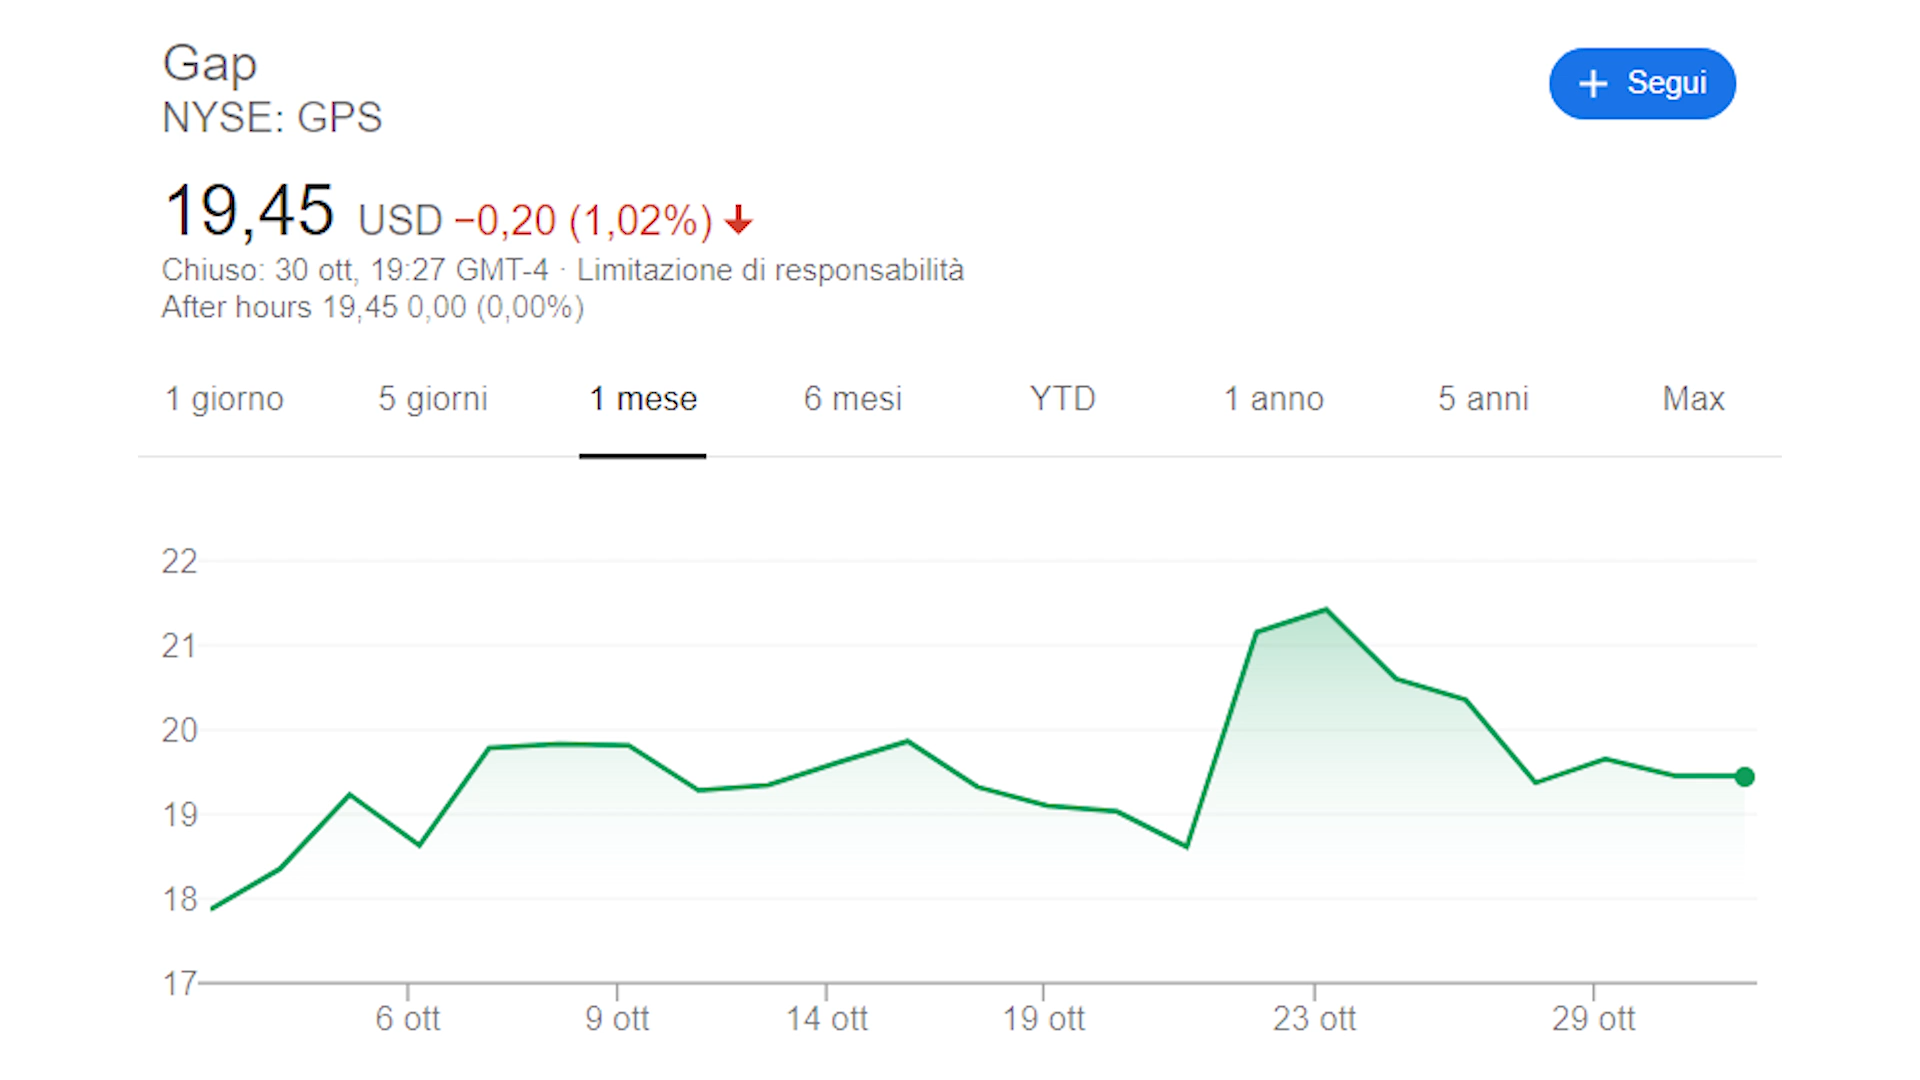 Gap
+ Segui
NYSE: GPS
19,45 USD −0,20 (1,02%)
Chiuso: 30 ott, 19:27 GMT-4 · Limitazione di responsabilità
After hours 19,45 0,00 (0,00%)
1 giorno 5 giorni 1 mese 6 mesi YTD 1 anno 5 anni Max
22
21
20
19
18
17
6 ott 9 ott 14 ott 19 ott 23 ott 29 ott